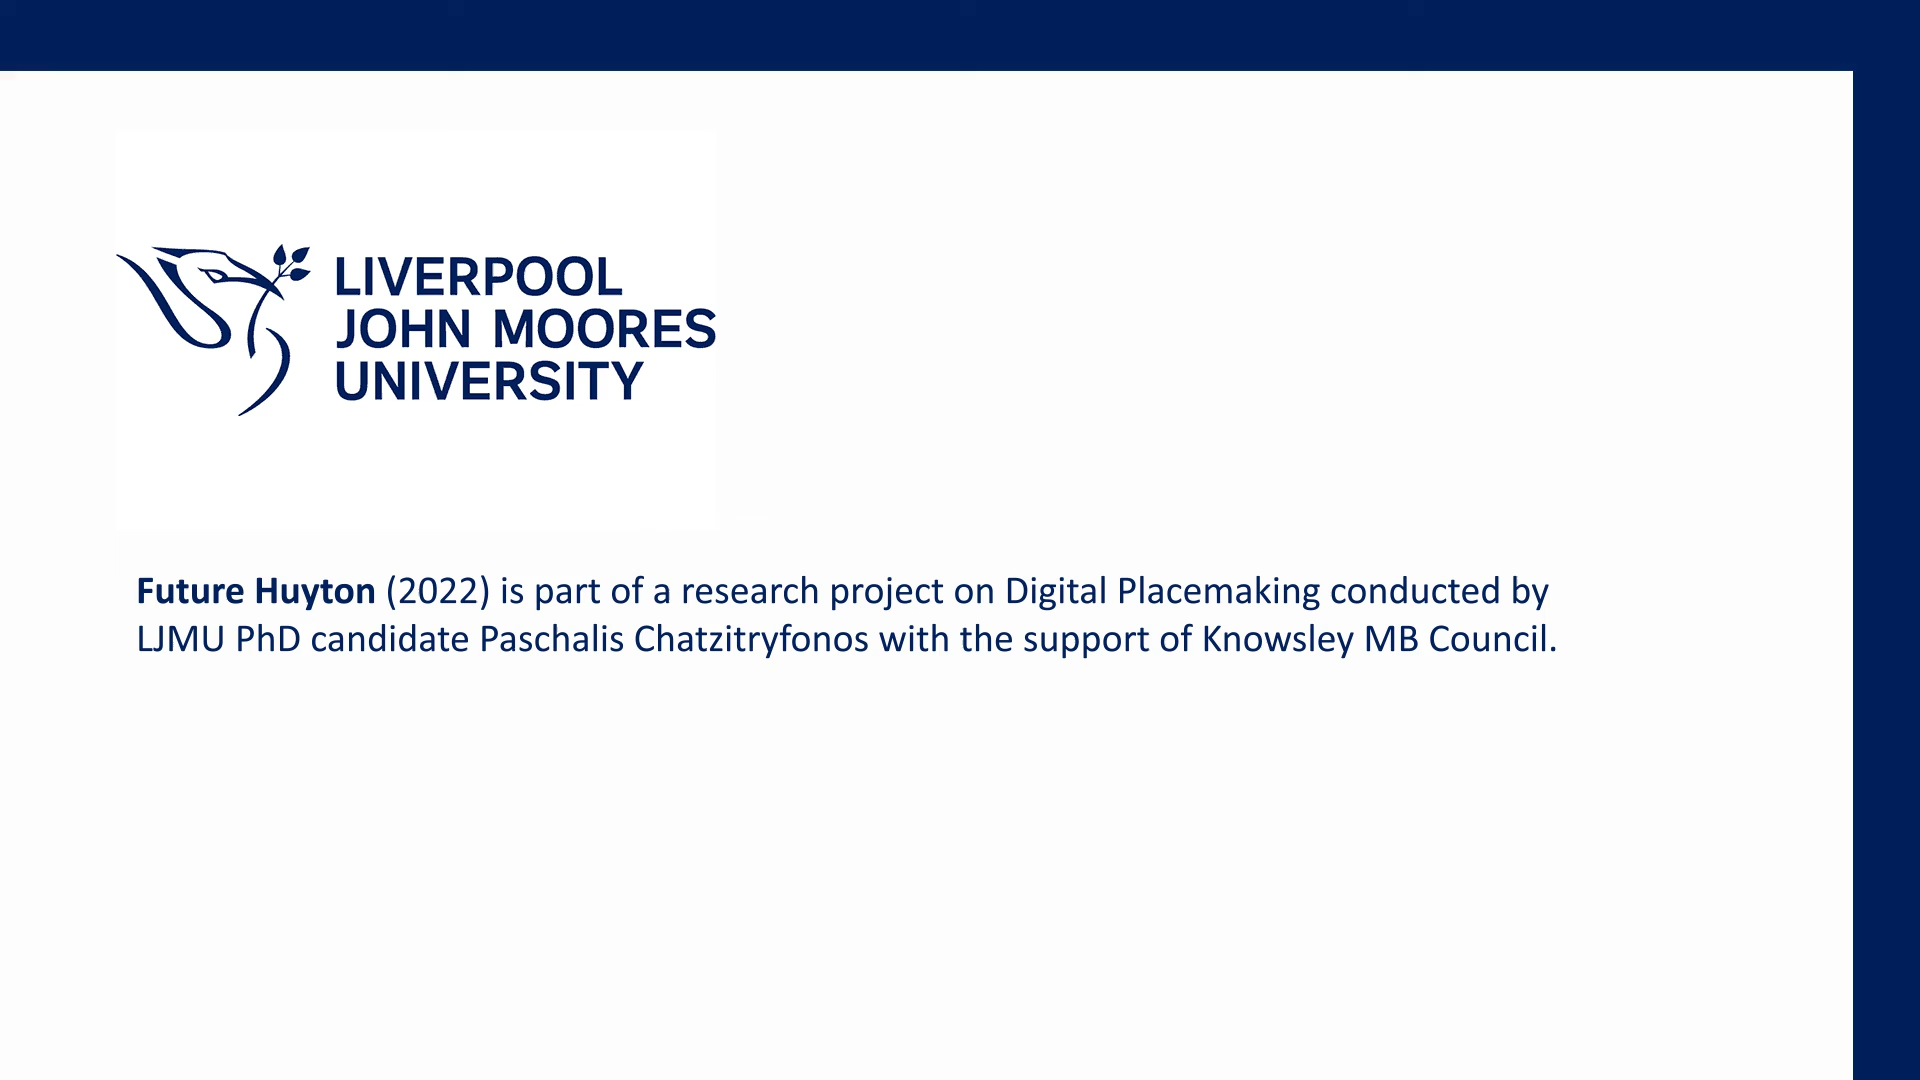 LIVERPOOL
JOHN MOORES
UNIVERSITY
Future Huyton (2022) is part of a research project on Digital Placemaking conducted by
LJMU PhD candidate Paschalis Chatzitryfonos with the support of Knowsley MB Council.